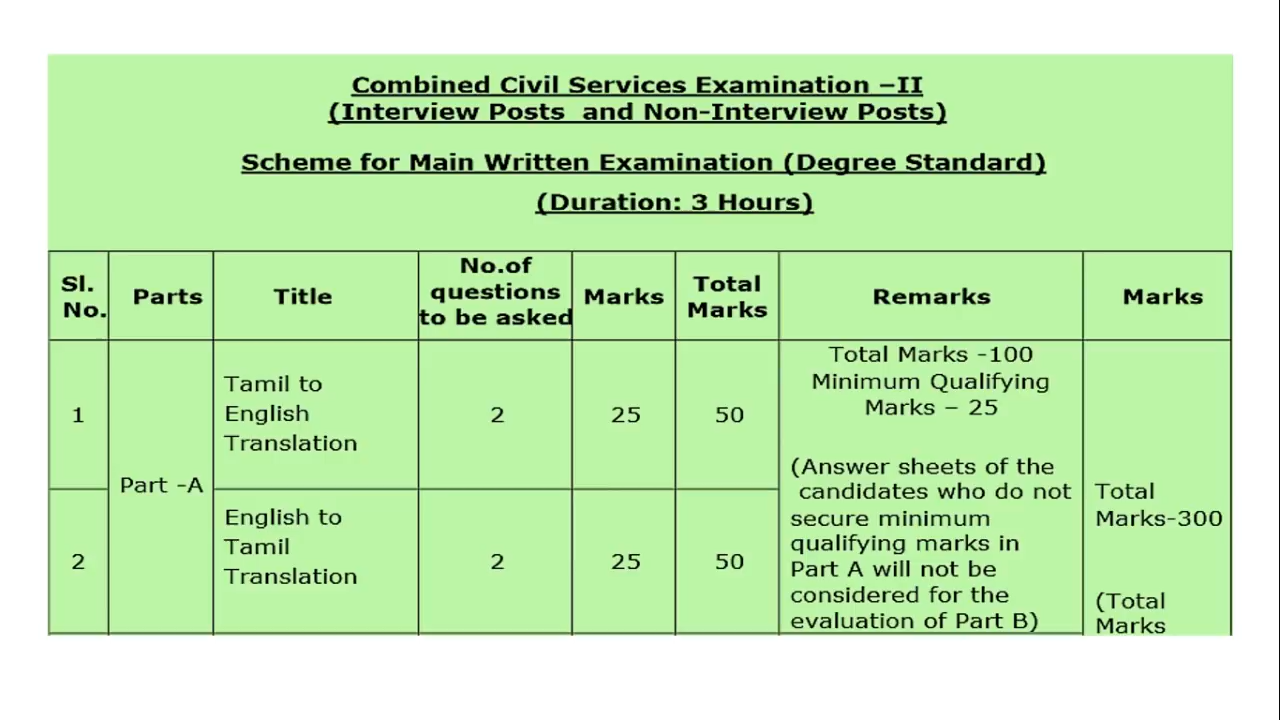 Combined Civil Services Examination –II
(Interview Posts and Non-Interview Posts)
Scheme for Main Written Examination (Degree Standard)
(Duration: 3 Hours)
Sl.
No.
Parts
Title
No.of
questions
to be asked
Marks
Total
Marks
Remarks
Marks
1
Part -A
Tamil to
English
Translation
2
25
50
Total Marks -100
Minimum Qualifying
Marks – 25
(Answer sheets of the
candidates who do not
secure minimum
qualifying marks in
Part A will not be
considered for the
evaluation of Part B)
Total
Marks-300
(Total
Marks
2
English to
Tamil
Translation
2
25
50